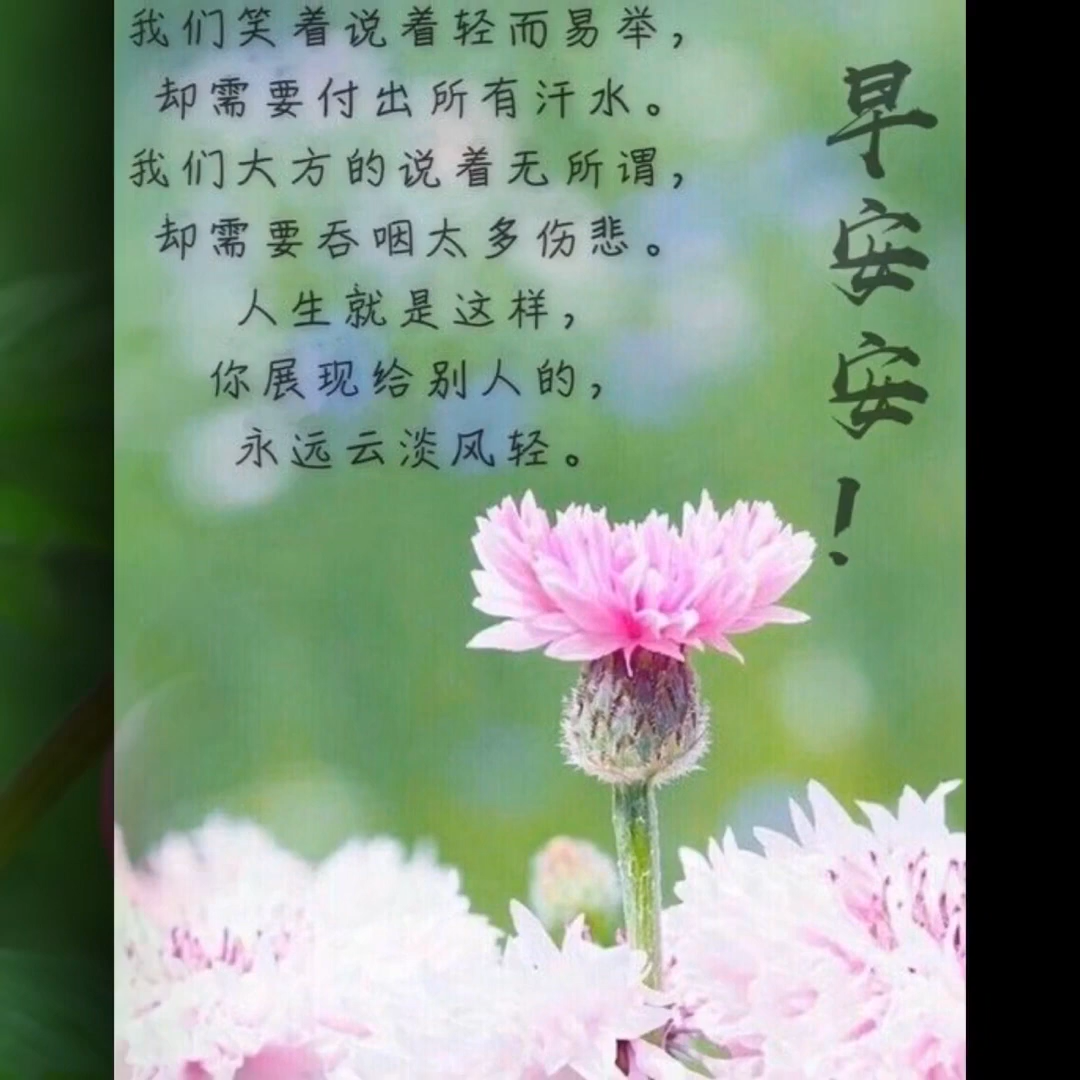 我们笑着说着轻而易举，
却需要付出所有汗水。
我们大方的说着无所谓，
却需要吞咽太多伤悲。
人生就是这样，
你展现给别人的，
永远云淡风轻。
早安安！